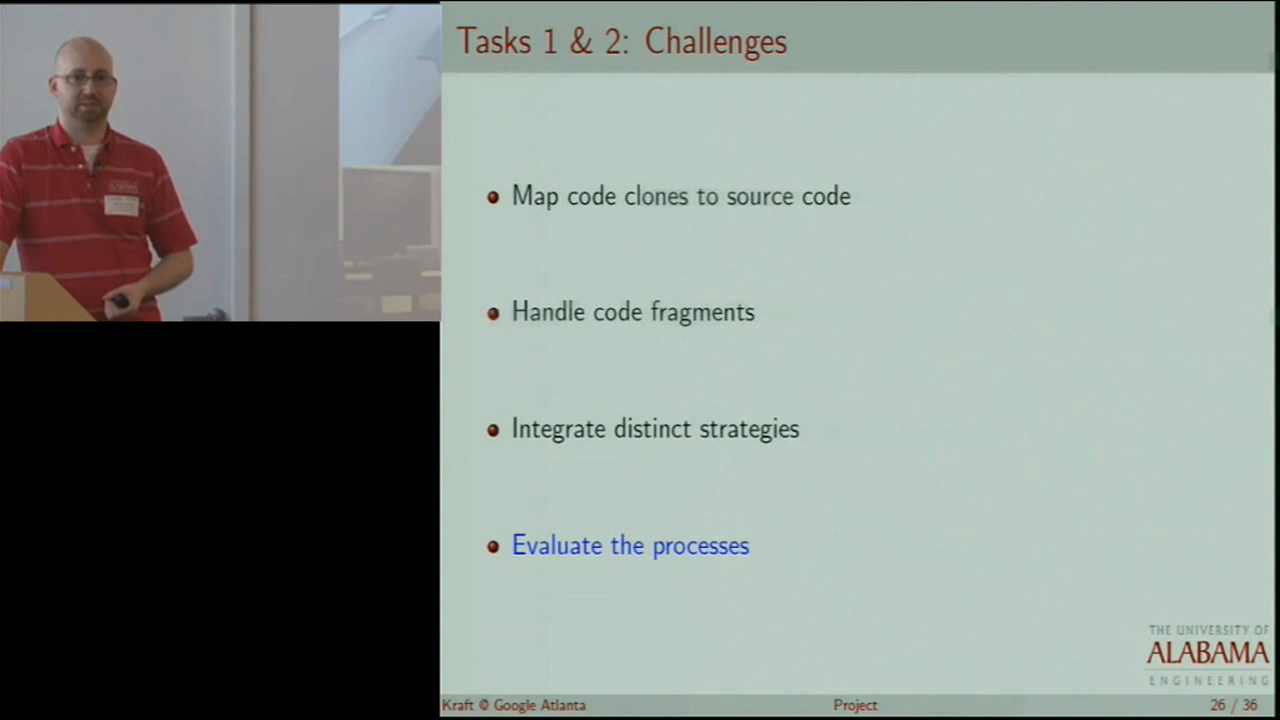 Tasks 1 & 2: Challenges
ALABAMA
Map code clones to source code
Handle code fragments
Integrate distinct strategies
Evaluate the processes
THE UNIVERSITY OF
ALABAMA
ENGINEERING
Kraft @ Google Atlanta
Project
26 / 36